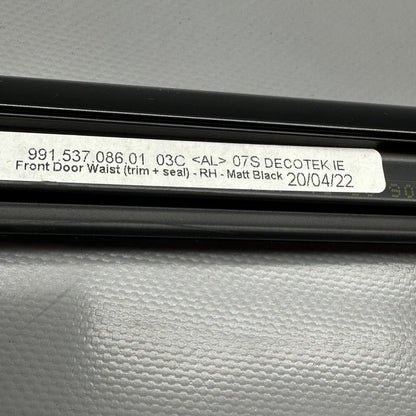 991.537.086.01 03C <AL> 07S DECOTEK.IE
Front Door Waist (trim + seal) - RH - Matt Black 20/04/22